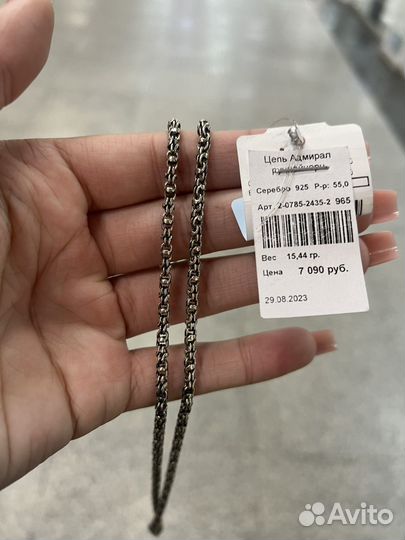 Цепь Адмирал
Серебро 925 Р-р: 55,0
Арт. 2-0785-2435-2 965
Вес 15,44 гр.
Цена 7 090 руб.
29.08.2023
Avito